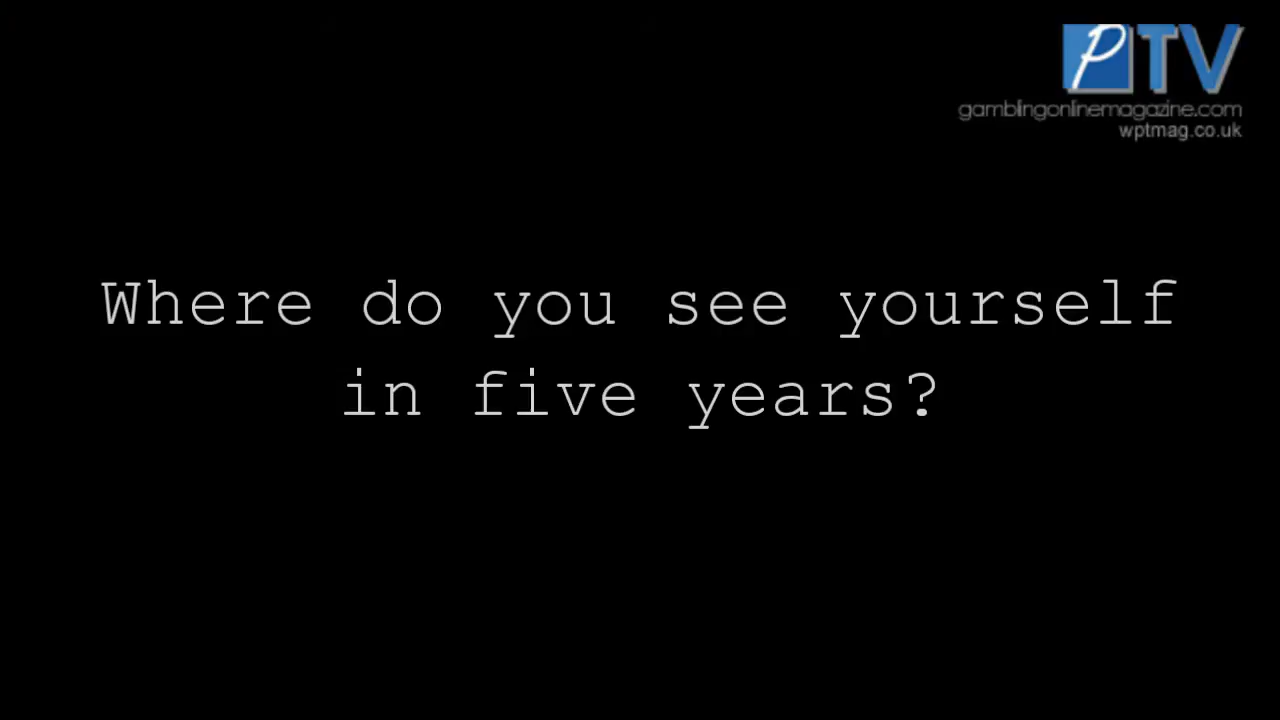 PTV
gamblingonlinemagazine.com
wptmag.co.uk
Where do you see yourself
in five years?